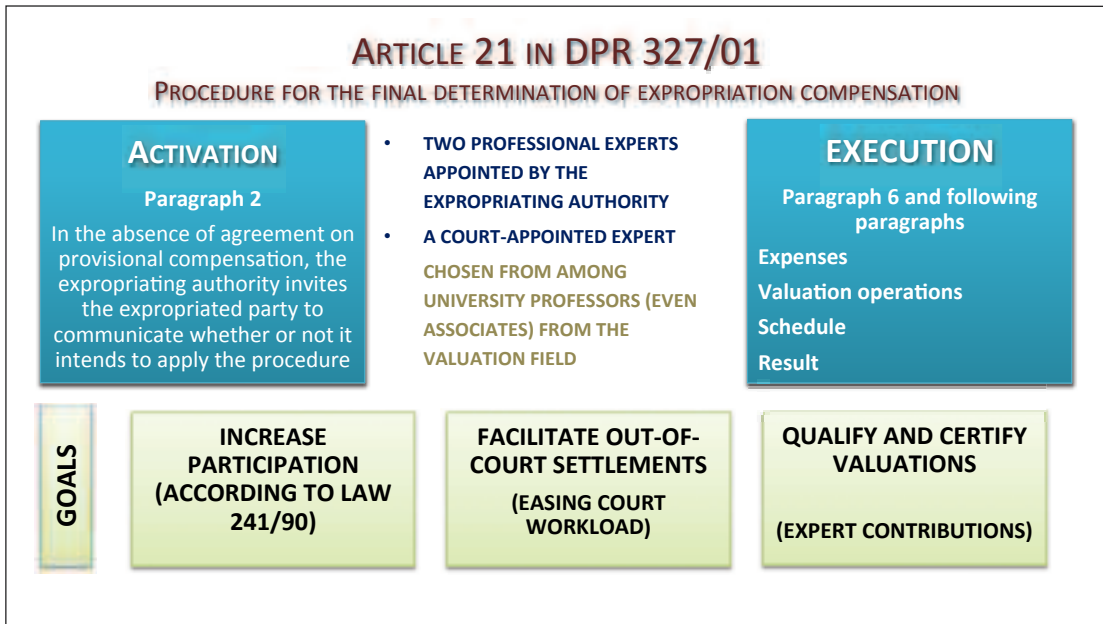 ARTICLE 21 IN DPR 327/01
PROCEDURE FOR THE FINAL DETERMINATION OF EXPROPRIATION COMPENSATION
ACTIVATION
Paragraph 2
In the absence of agreement on
provisional compensation, the
expropriating authority invites
the expropriated party to
communicate whether or not it
intends to apply the procedure
• TWO PROFESSIONAL EXPERTS
APPOINTED BY THE
EXPROPRIATING AUTHORITY
• A COURT-APPOINTED EXPERT
CHOSEN FROM AMONG
UNIVERSITY PROFESSORS (EVEN
ASSOCIATES) FROM THE
VALUATION FIELD
EXECUTION
Paragraph 6 and following
paragraphs
Expenses
Valuation operations
Schedule
Result
GOALS
INCREASE
PARTICIPATION
(ACCORDING TO LAW
241/90)
FACILITATE OUT-OF-
COURT SETTLEMENTS
(EASING COURT
WORKLOAD)
QUALIFY AND CERTIFY
VALUATIONS
(EXPERT CONTRIBUTIONS)